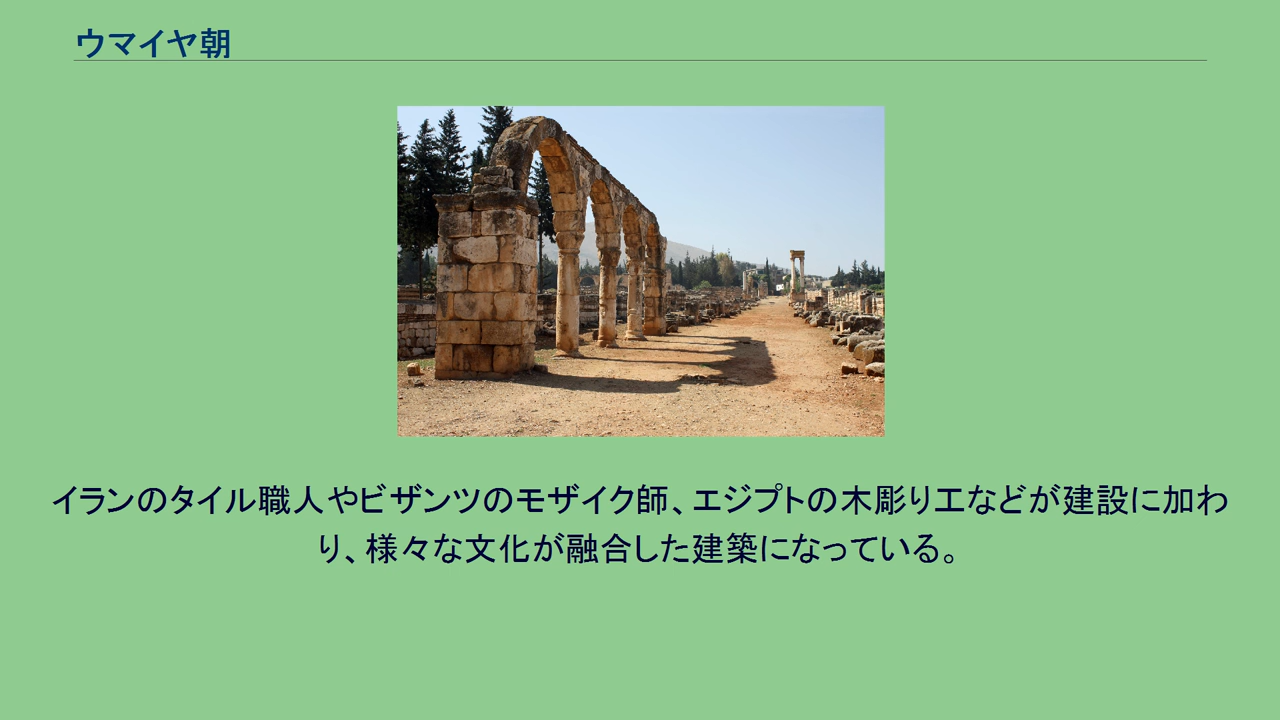 ウマイヤ朝
イランのタイル職人やビザンツのモザイク師、エジプトの木彫り工などが建設に加わ
り、様々な文化が融合した建築になっている。